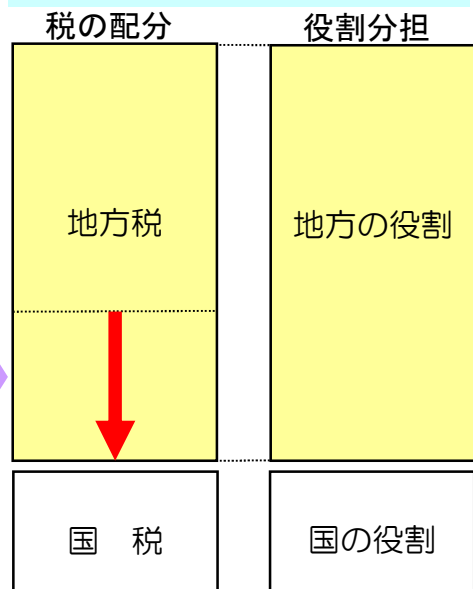 税の配分
役割分担
地方税
地方の役割
国　税
国の役割